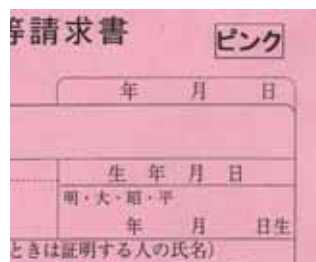 等請求書 ピンク
年 月 日
生 年 月 日
明・大・昭・平
年 月 日生
ときは証明する人の氏名)